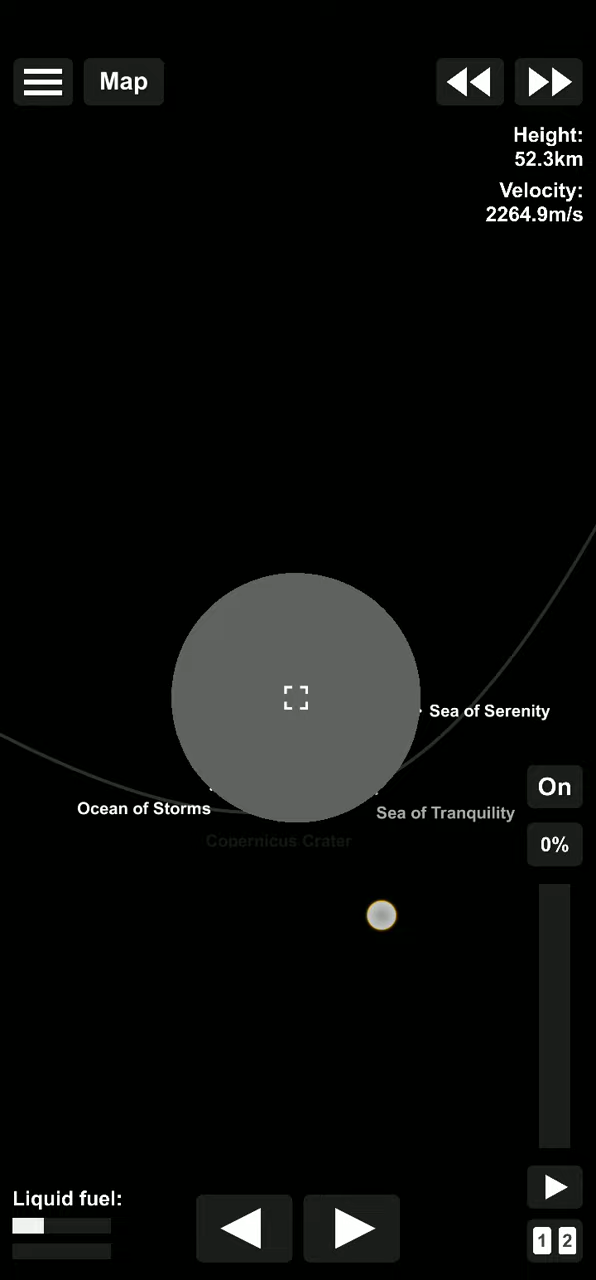 Map
Height:
52.3km
Velocity:
2264.9m/s
Sea of Serenity
On
Ocean of Storms
Sea of Tranquility
Copernicus Crater
0%
Liquid fuel:
1 2